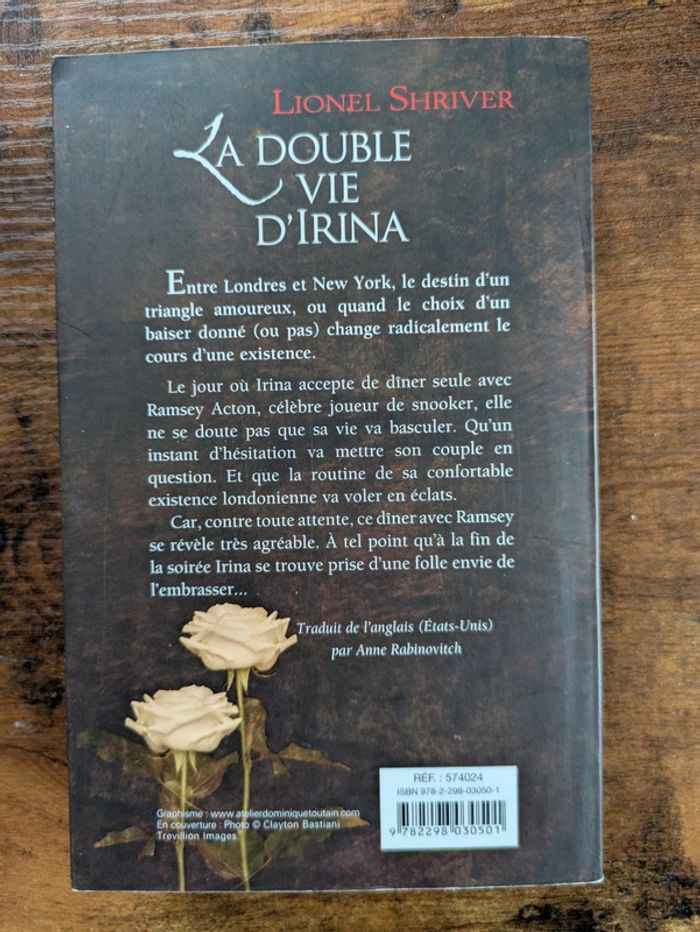 LIONEL SHRIVER
LA DOUBLE
VIE
D'IRINA
Entre Londres et New York, le destin d'un
triangle amoureux, ou quand le choix d'un
baiser donné (ou pas) change radicalement le
cours d'une existence.
Le jour où Irina accepte de dîner seule avec
Ramsey Acton, célèbre joueur de snooker, elle
ne se doute pas que sa vie va basculer. Qu'un
instant d'hésitation va mettre son couple en
question. Et que la routine de sa confortable
existence londonienne va voler en éclats.
Car, contre toute attente, ce dîner avec Ramsey
se révèle très agréable. À tel point qu'à la fin de
la soirée Irina se trouve prise d'une folle envie de
l'embrasser...
Traduit de l'anglais (États-Unis)
par Anne Rabinovitch
RÉF. : 574024
ISBN 978-2-298-03050-1
9 782298 030501
Graphisme : www.atelierdominiquetoutain.com
En couverture : Photo © Clayton Bastiani
Trevillion Images